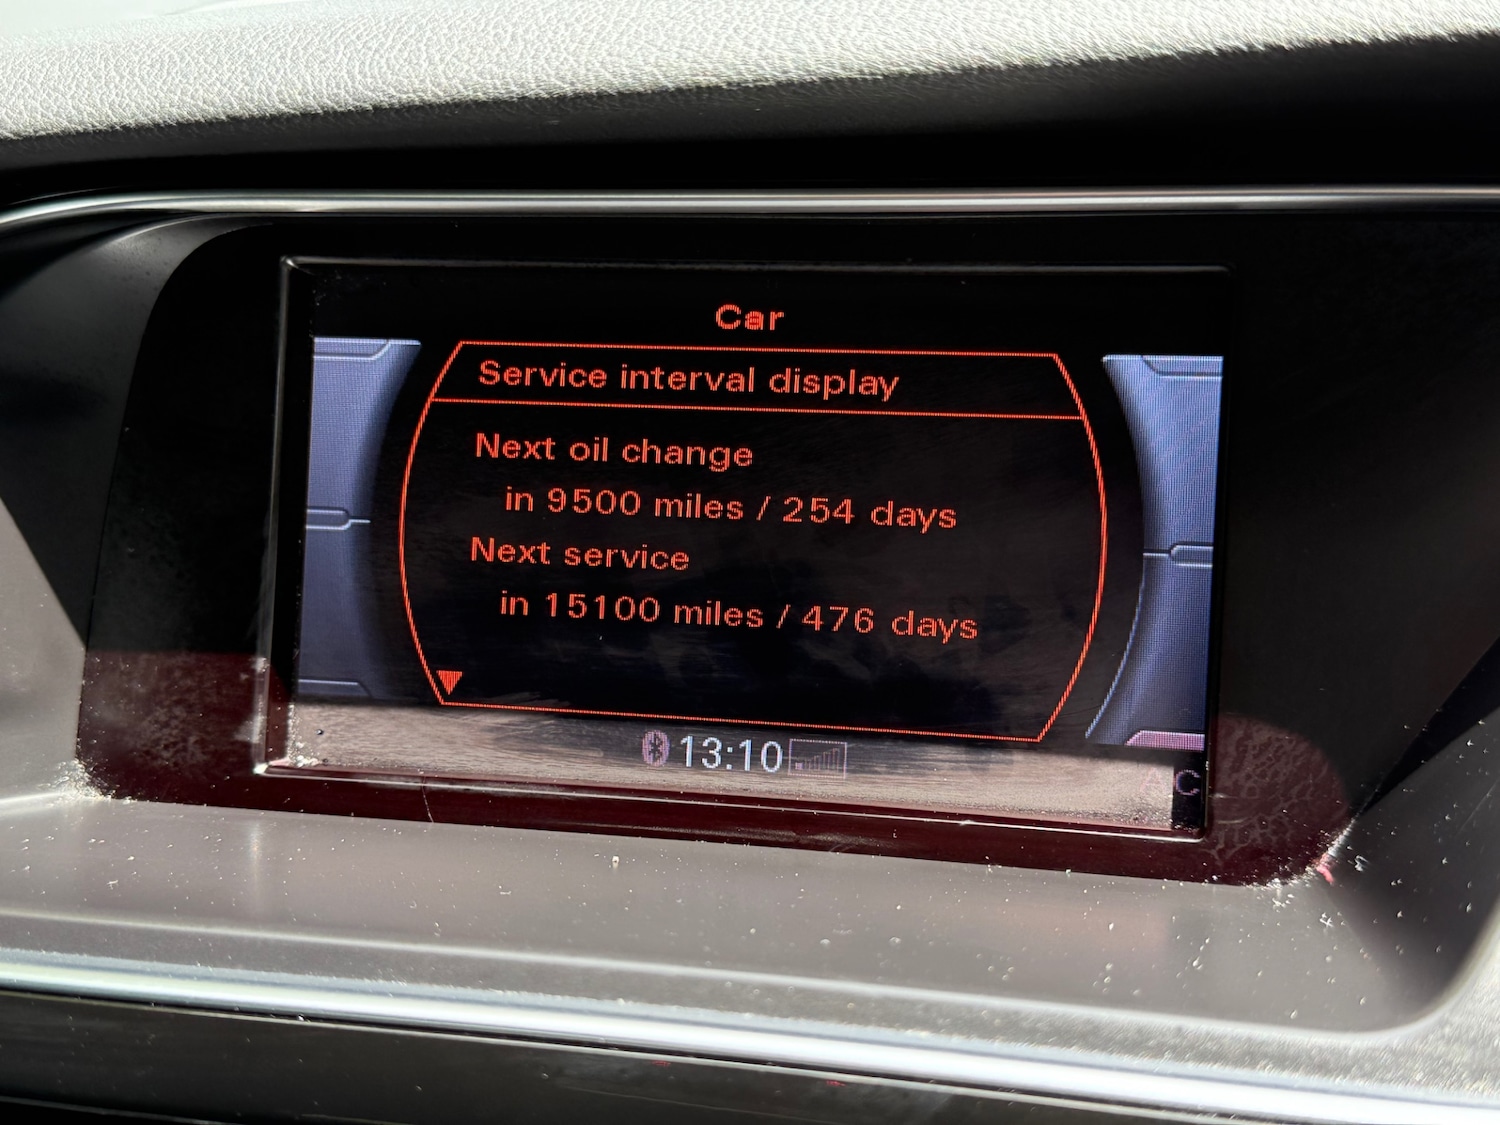 Car
Service interval display
Next oil change
in 9500 miles / 254 days
Next service
in 15100 miles / 476 days
13:10
AC